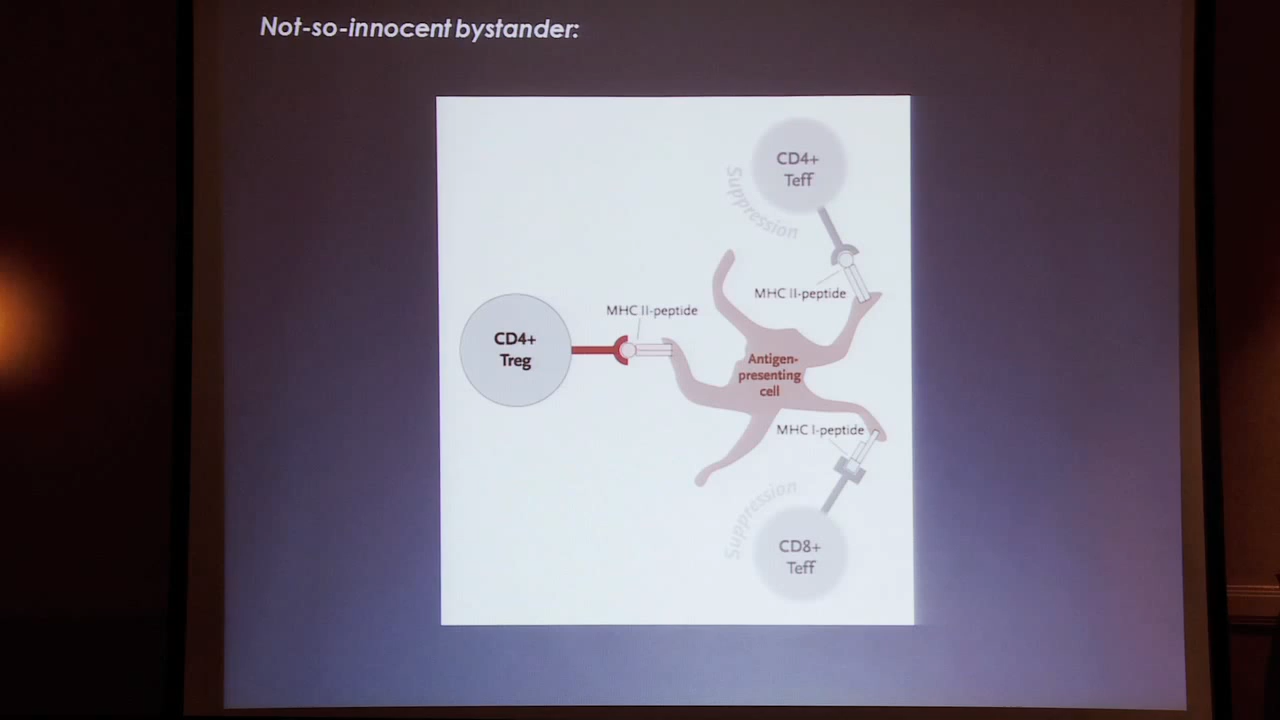 Not-so-innocent bystander:
CD4+
Teff
Suppression
MHC II-peptide
MHC II-peptide
CD4+
Treg
Antigen-
presenting
cell
MHC I-peptide
Suppression
CD8+
Teff